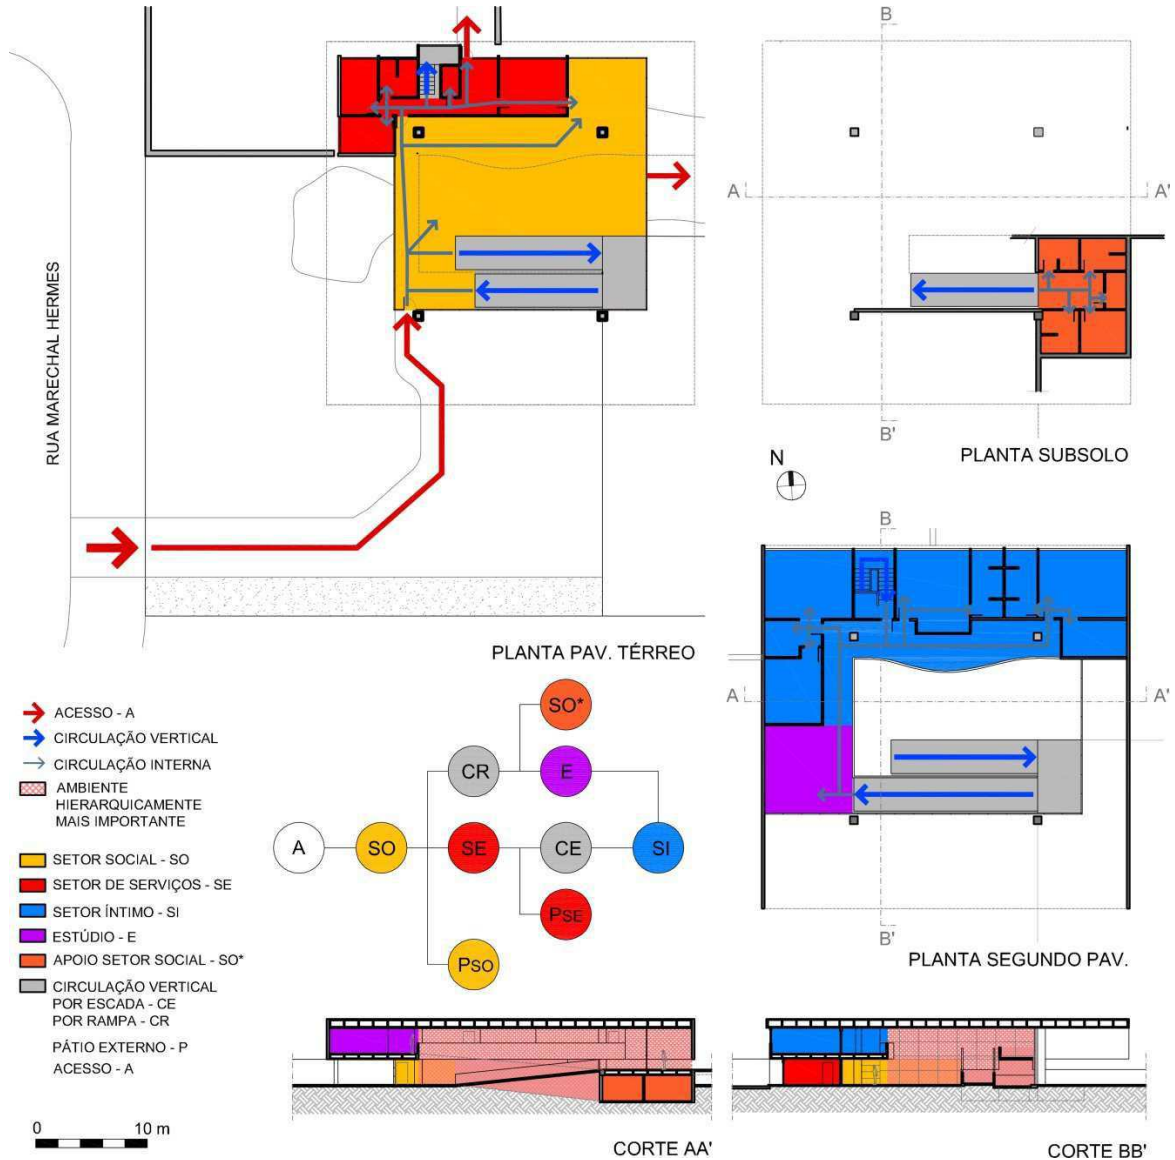 RUA MARECHAL HERMES
PLANTA PAV. TÉRREO
B
A
A'
B'
PLANTA SUBSOLO
N
B
A
A'
B'
PLANTA SEGUNDO PAV.
ACESSO - A
CIRCULAÇÃO VERTICAL
CIRCULAÇÃO INTERNA
AMBIENTE
HIERARQUICAMENTE
MAIS IMPORTANTE
SETOR SOCIAL - SO
SETOR DE SERVIÇOS - SE
SETOR ÍNTIMO - SI
ESTÚDIO - E
APOIO SETOR SOCIAL - SO*
CIRCULAÇÃO VERTICAL
POR ESCADA - CE
POR RAMPA - CR
PÁTIO EXTERNO - P
ACESSO - A
SO*
CR
E
A
SO
SE
CE
SI
PSE
PSO
0 10 m
CORTE AA'
CORTE BB'